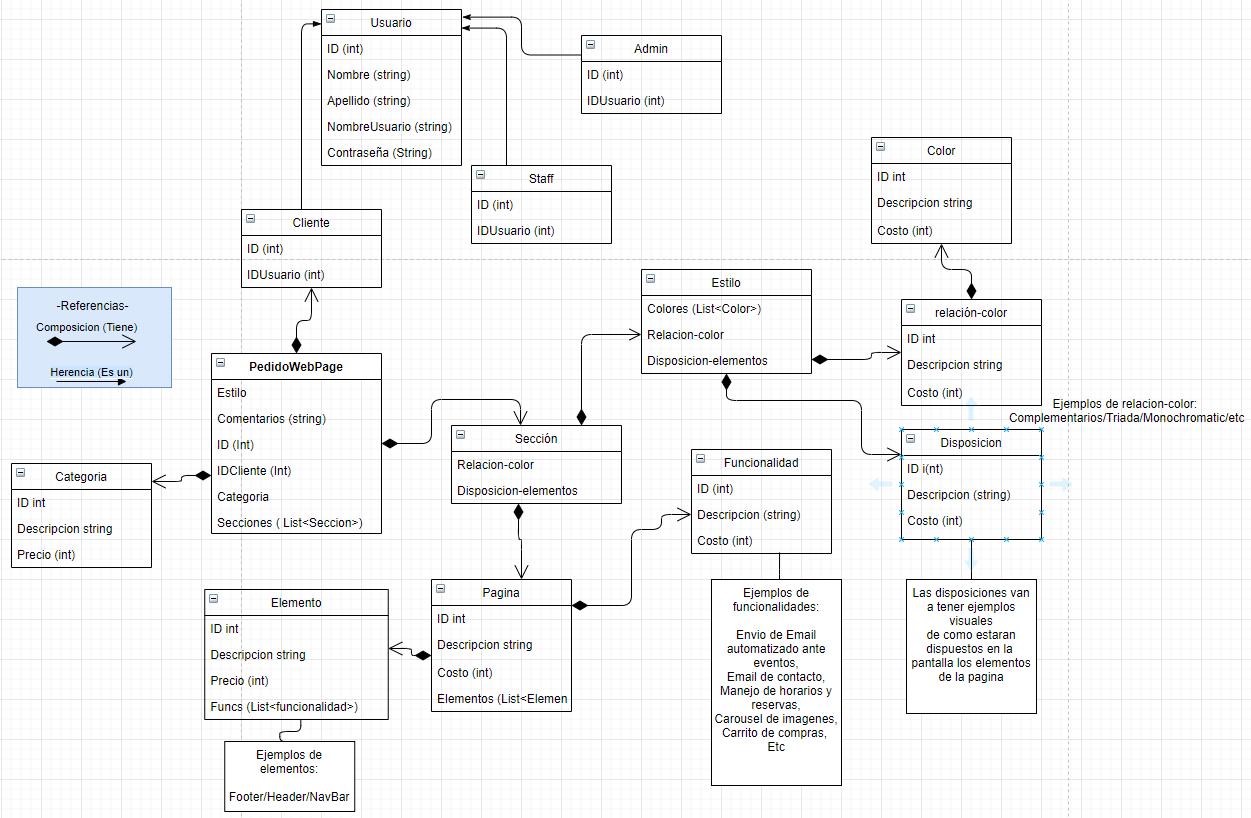 Usuario
ID (int)
Nombre (string)
Apellido (string)
NombreUsuario (string)
Contraseña (String)
Admin
ID (int)
IDUsuario (int)
Staff
ID (int)
IDUsuario (int)
Cliente
ID (int)
IDUsuario (int)
Color
ID int
Descripcion string
Costo (int)
-Referencias-
Composicion (Tiene)
Herencia (Es un)
Estilo
Colores (List<Color>)
Relacion-color
Disposicion-elementos
relación-color
ID int
Descripcion string
Costo (int)
Ejemplos de relacion-color:
Complementarios/Triada/Monochromatic/etc
PedidoWebPage
Estilo
Comentarios (string)
ID (Int)
IDCliente (Int)
Categoria
Secciones ( List<Seccion>)
Categoria
ID int
Descripcion string
Precio (int)
Sección
Relacion-color
Disposicion-elementos
Funcionalidad
ID (int)
Descripcion (string)
Costo (int)
Disposicion
ID i(nt)
Descripcion (string)
Costo (int)
Elemento
ID int
Descripcion string
Precio (int)
Funcs (List<funcionalidad>)
Pagina
ID int
Descripcion string
Costo (int)
Elementos (List<Elemen
Ejemplos de
funcionalidades:
Envio de Email
automatizado ante
eventos,
Email de contacto,
Manejo de horarios y
reservas,
Carousel de imagenes,
Carrito de compras,
Etc
Las disposiciones van
a tener ejemplos
visuales
de como estaran
dispuestos en la
pantalla los elementos
de la pagina
Ejemplos de
elementos:
Footer/Header/NavBar